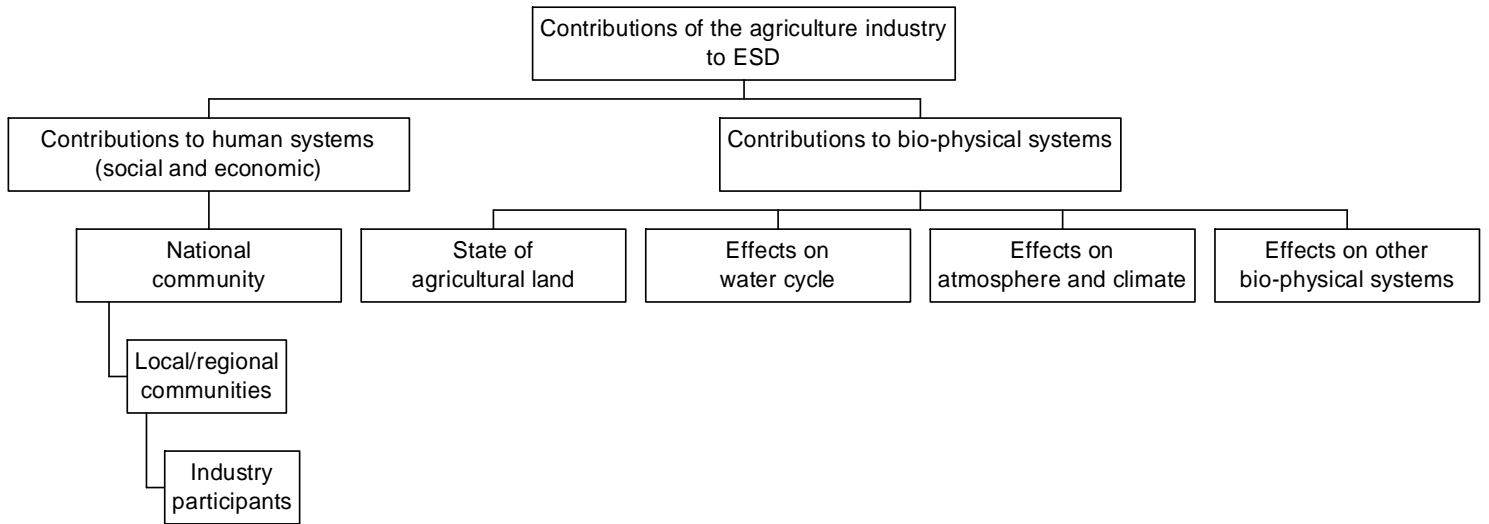 Contributions of the agriculture industry
to ESD
Contributions to human systems
(social and economic)
Contributions to bio-physical systems
National
community
State of
agricultural land
Effects on
water cycle
Effects on
atmosphere and climate
Effects on other
bio-physical systems
Local/regional
communities
Industry
participants